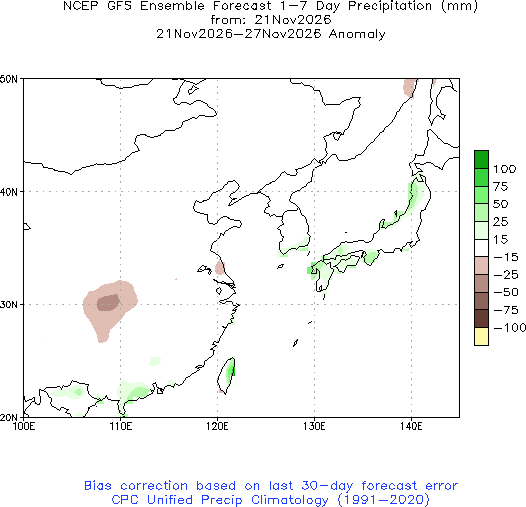 NCEP GFS Ensemble Forecast 1-7 Day Precipitation (mm)
from: 21Nov2026
21Nov2026-27Nov2026 Anomaly
50N
40N
30N
20N
100E
110E
120E
130E
140E
100
75
50
25
15
-15
-25
-50
-75
-100
Bias correction based on last 30-day forecast error
CPC Unified Precip Climatology (1991-2020)